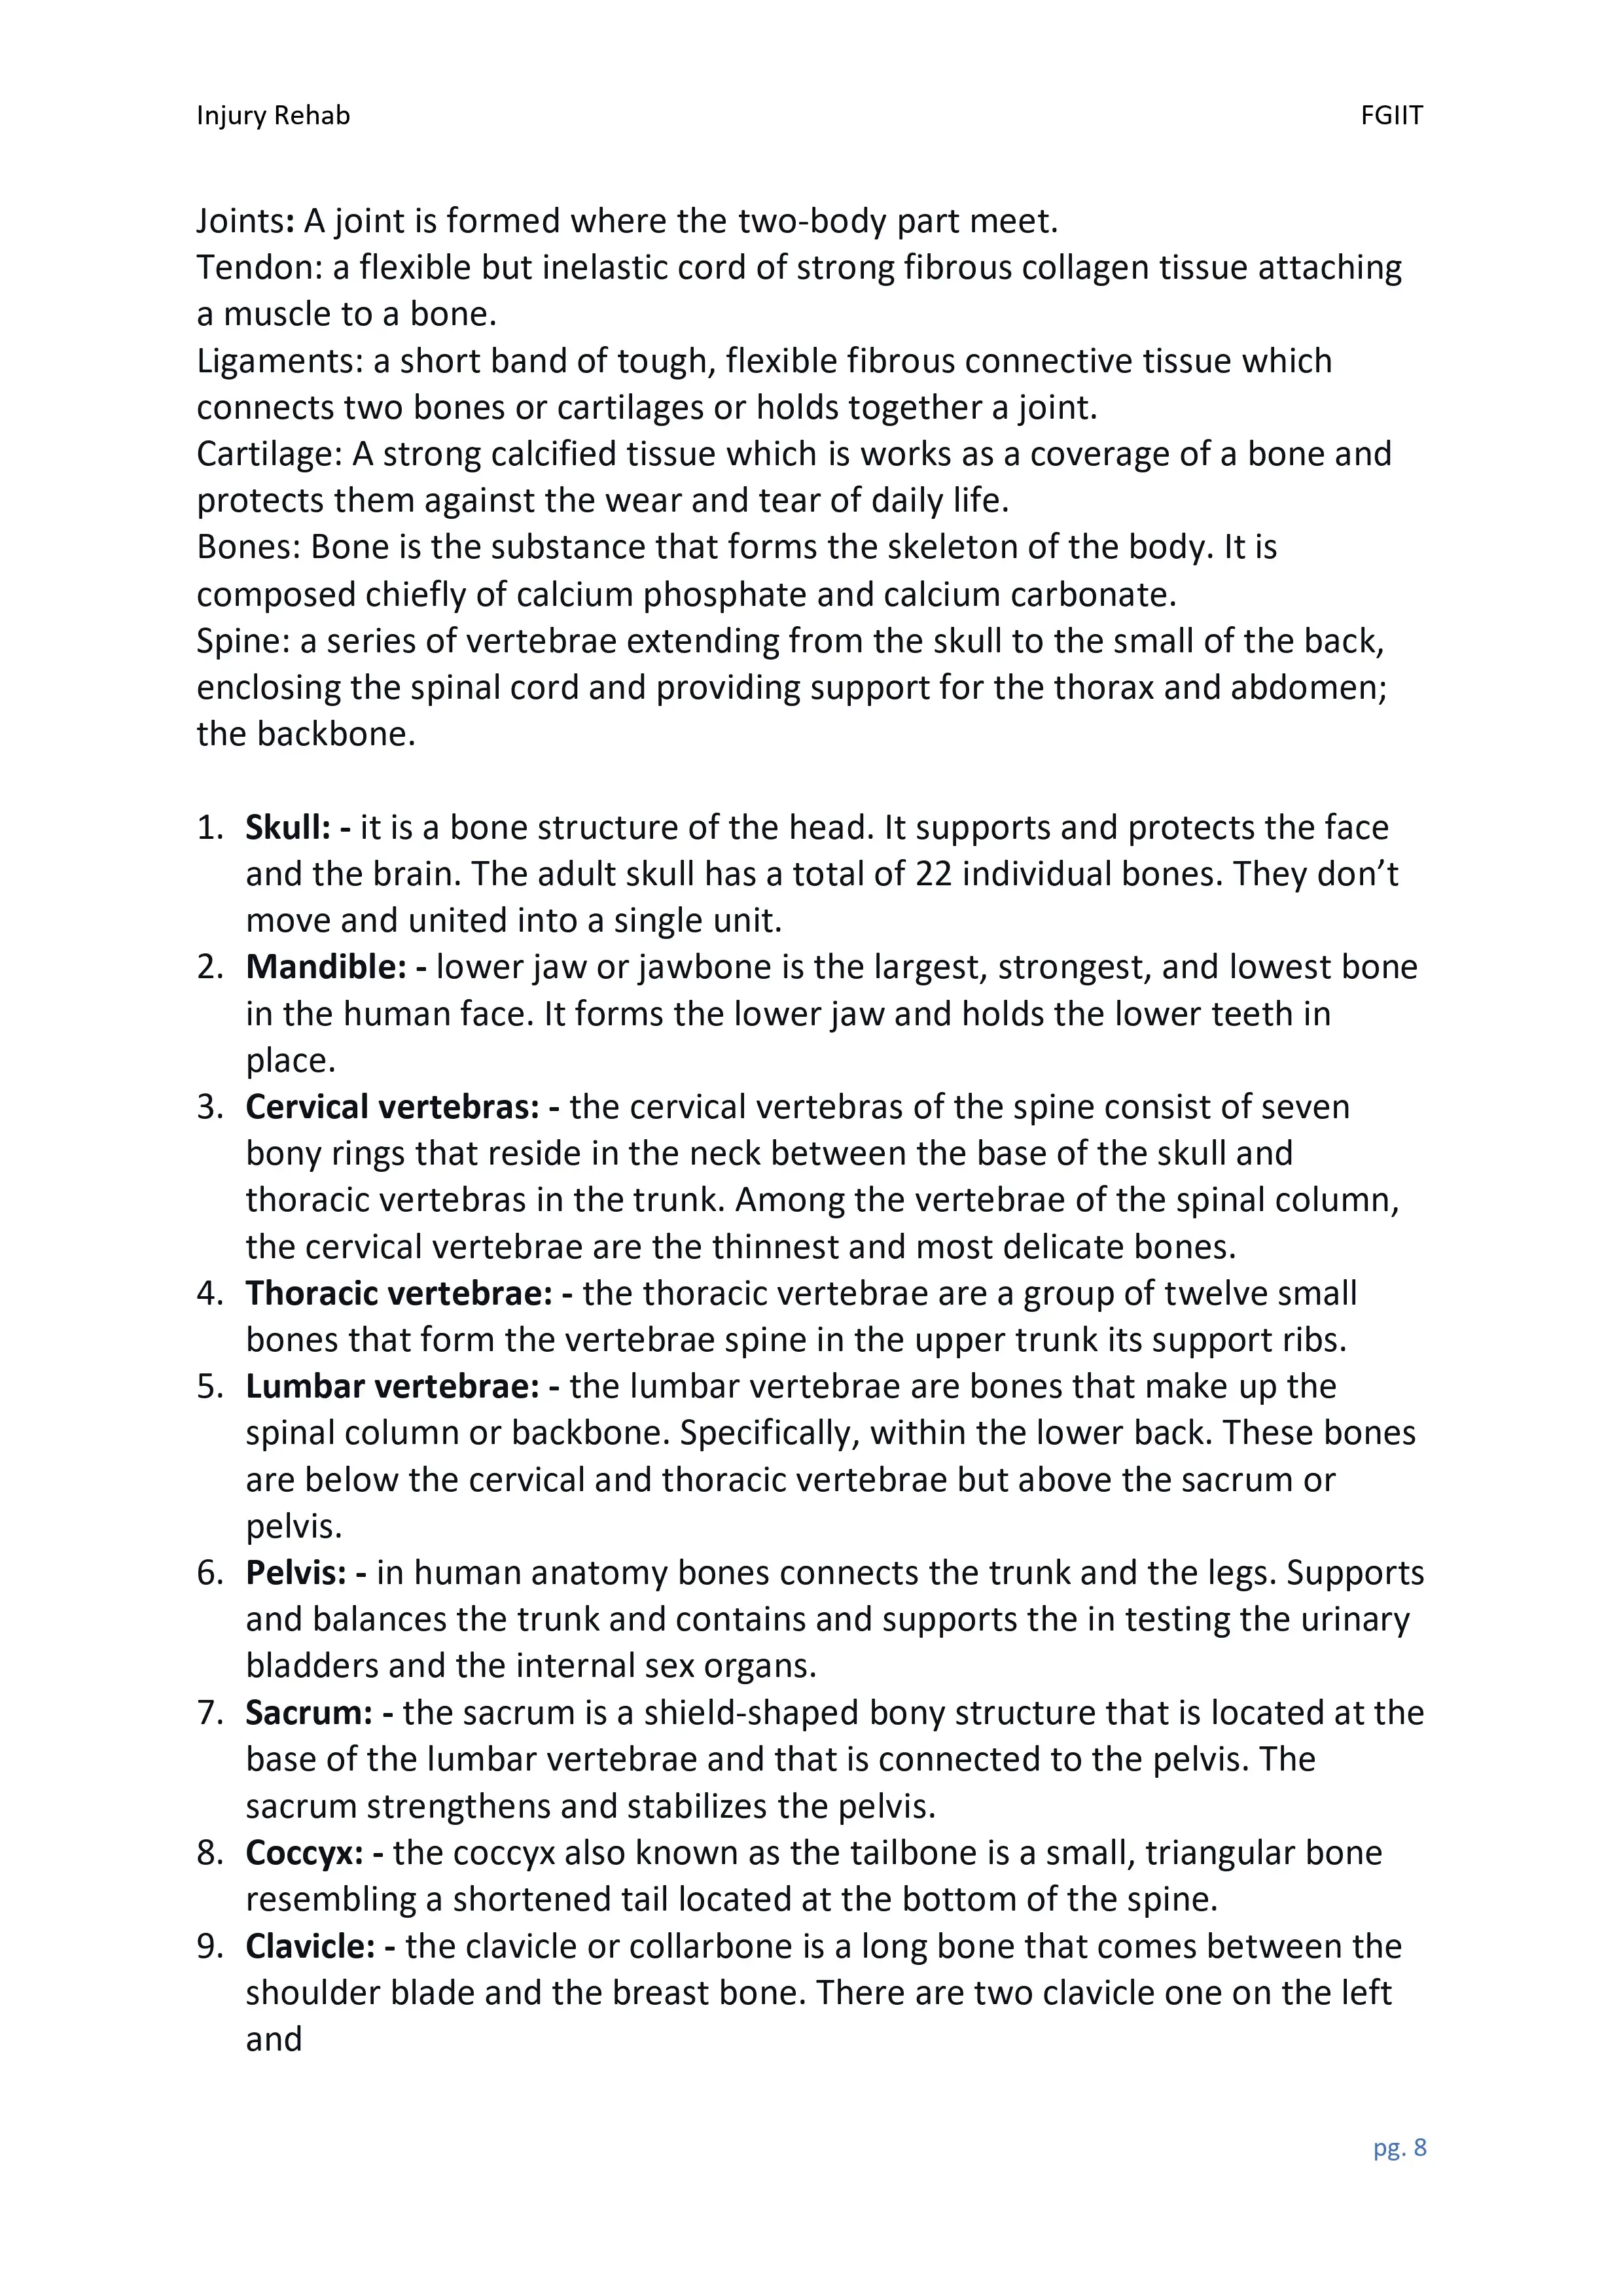 Injury Rehab FGIIT
Joints: A joint is formed where the two-body part meet.
Tendon: a flexible but inelastic cord of strong fibrous collagen tissue attaching
a muscle to a bone.
Ligaments: a short band of tough, flexible fibrous connective tissue which
connects two bones or cartilages or holds together a joint.
Cartilage: A strong calcified tissue which is works as a coverage of a bone and
protects them against the wear and tear of daily life.
Bones: Bone is the substance that forms the skeleton of the body. It is
composed chiefly of calcium phosphate and calcium carbonate.
Spine: a series of vertebrae extending from the skull to the small of the back,
enclosing the spinal cord and providing support for the thorax and abdomen;
the backbone.
1. Skull: - it is a bone structure of the head. It supports and protects the face
and the brain. The adult skull has a total of 22 individual bones. They don’t
move and united into a single unit.
2. Mandible: - lower jaw or jawbone is the largest, strongest, and lowest bone
in the human face. It forms the lower jaw and holds the lower teeth in
place.
3. Cervical vertebras: - the cervical vertebras of the spine consist of seven
bony rings that reside in the neck between the base of the skull and
thoracic vertebras in the trunk. Among the vertebrae of the spinal column,
the cervical vertebrae are the thinnest and most delicate bones.
4. Thoracic vertebrae: - the thoracic vertebrae are a group of twelve small
bones that form the vertebrae spine in the upper trunk its support ribs.
5. Lumbar vertebrae: - the lumbar vertebrae are bones that make up the
spinal column or backbone. Specifically, within the lower back. These bones
are below the cervical and thoracic vertebrae but above the sacrum or
pelvis.
6. Pelvis: - in human anatomy bones connects the trunk and the legs. Supports
and balances the trunk and contains and supports the in testing the urinary
bladders and the internal sex organs.
7. Sacrum: - the sacrum is a shield-shaped bony structure that is located at the
base of the lumbar vertebrae and that is connected to the pelvis. The
sacrum strengthens and stabilizes the pelvis.
8. Coccyx: - the coccyx also known as the tailbone is a small, triangular bone
resembling a shortened tail located at the bottom of the spine.
9. Clavicle: - the clavicle or collarbone is a long bone that comes between the
shoulder blade and the breast bone. There are two clavicle one on the left
and
pg. 8